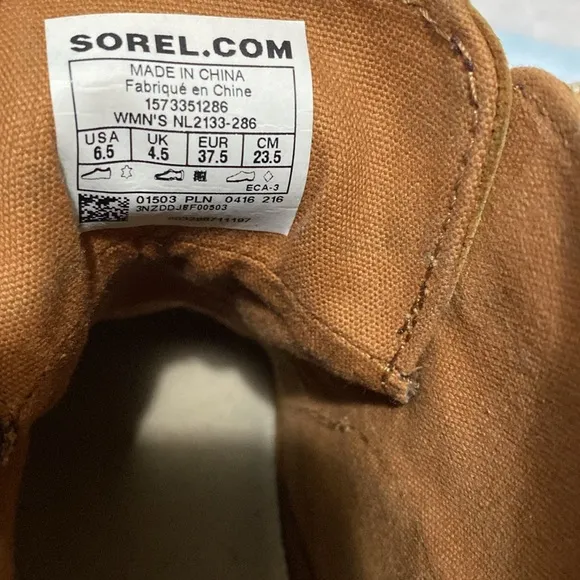 SOREL.COM
MADE IN CHINA
Fabriqué en Chine
1573351286
WMN'S NL2133-286
USA UK EUR CM
6.5 4.5 37.5 23.5
ECA-3
01503 PLN 0416 216